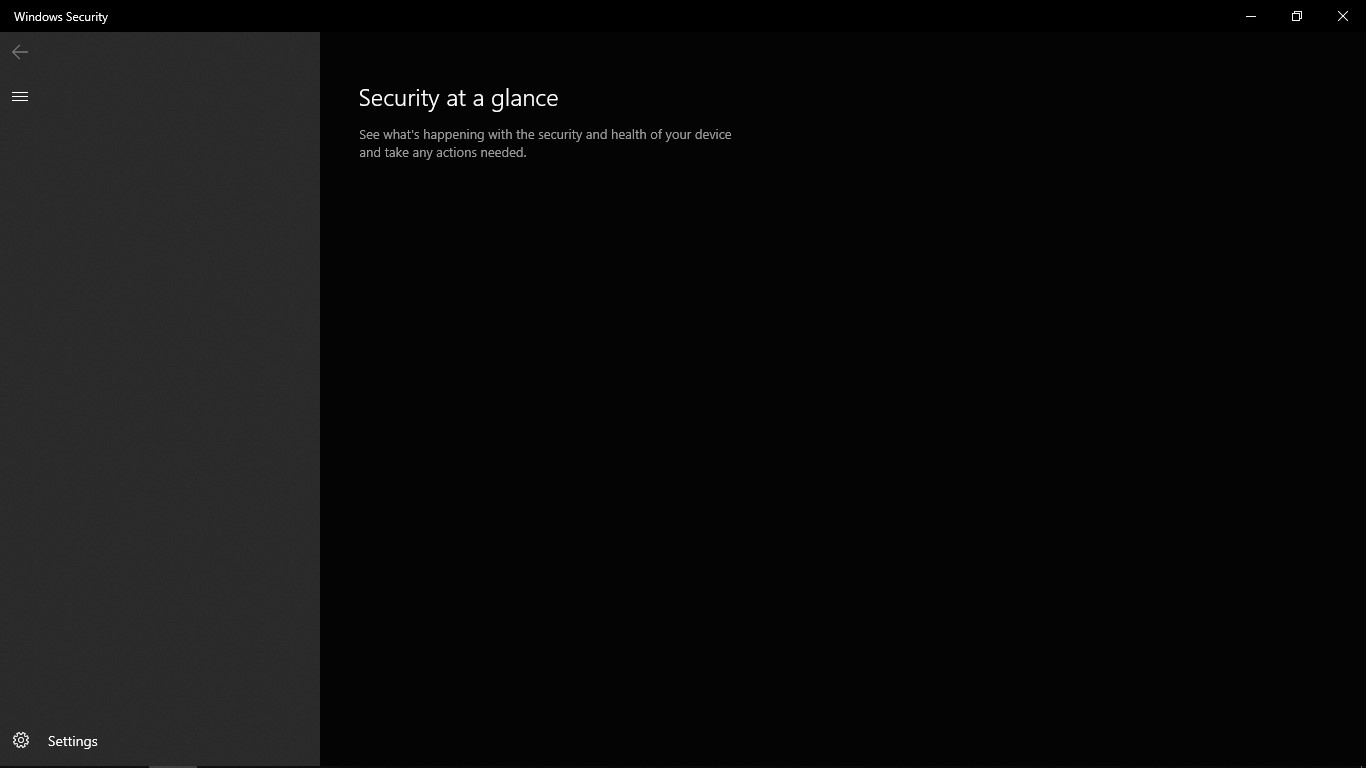 Windows Security
Security at a glance
See what's happening with the security and health of your device
and take any actions needed.
Settings